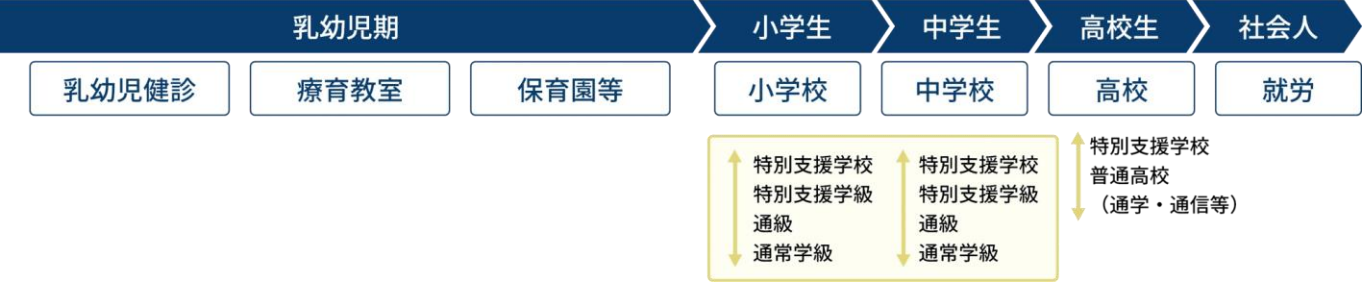 乳幼児期
小学生
中学生
高校生
社会人
乳幼児健診
療育教室
保育園等
小学校
中学校
高校
就労
特別支援学校
特別支援学級
通級
通常学級
特別支援学校
特別支援学級
通級
通常学級
特別支援学校
普通高校
（通学・通信等）